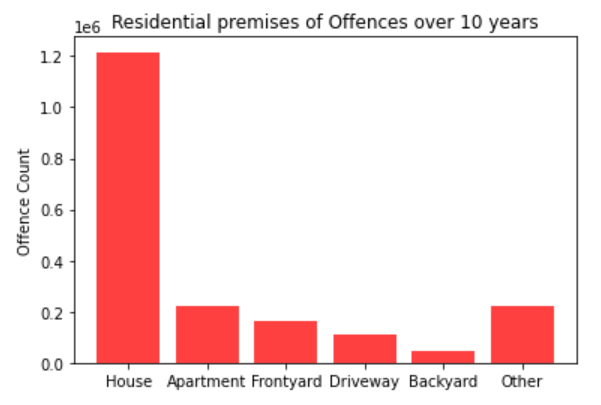 Residential premises of Offences over 10 years
1e6
1.2
1.0
0.8
0.6
0.4
0.2
0.0
Offence Count
House Apartment Frontyard Driveway Backyard Other